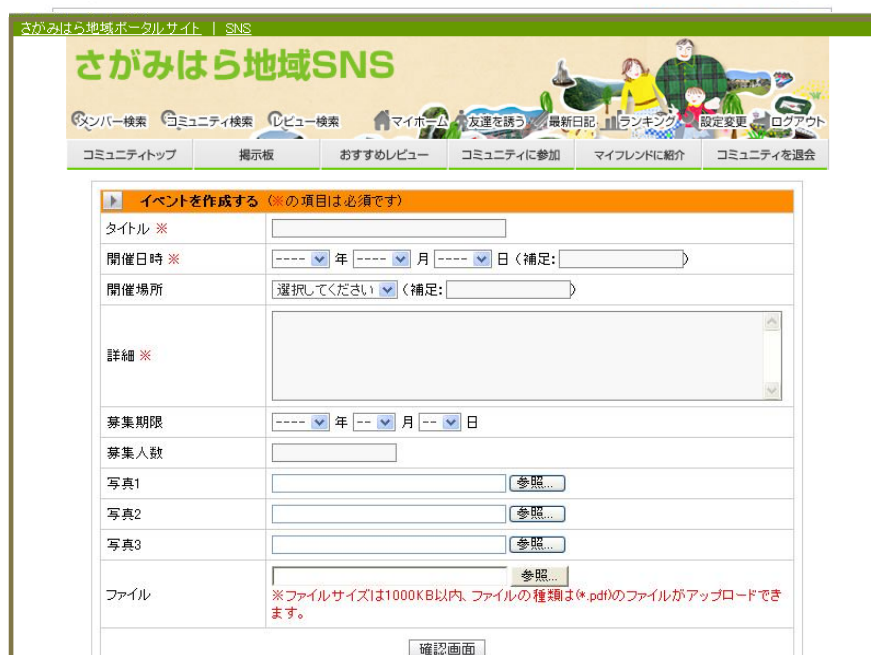 さがみはら地域ポータルサイト | SNS
さがみはら地域SNS
メンバー検索 コミュニティ検索 レビュー検索 マイホーム 友達を誘う 最新日記 ランキング 設定変更 ログアウト
コミュニティトップ 掲示板 おすすめレビュー コミュニティに参加 マイフレンドに紹介 コミュニティを退会
イベントを作成する (※の項目は必須です)
タイトル ※
開催日時 ※ ---- 年 ---- 月 ---- 日 (補足: )
開催場所 選択してください (補足: )
詳細 ※
募集期限 ---- 年 -- 月 -- 日
募集人数
写真1 参照...
写真2 参照...
写真3 参照...
ファイル 参照...
※ファイルサイズは1000KB以内、ファイルの種類は(*.pdf)のファイルがアップロードでき
ます。
確認画面